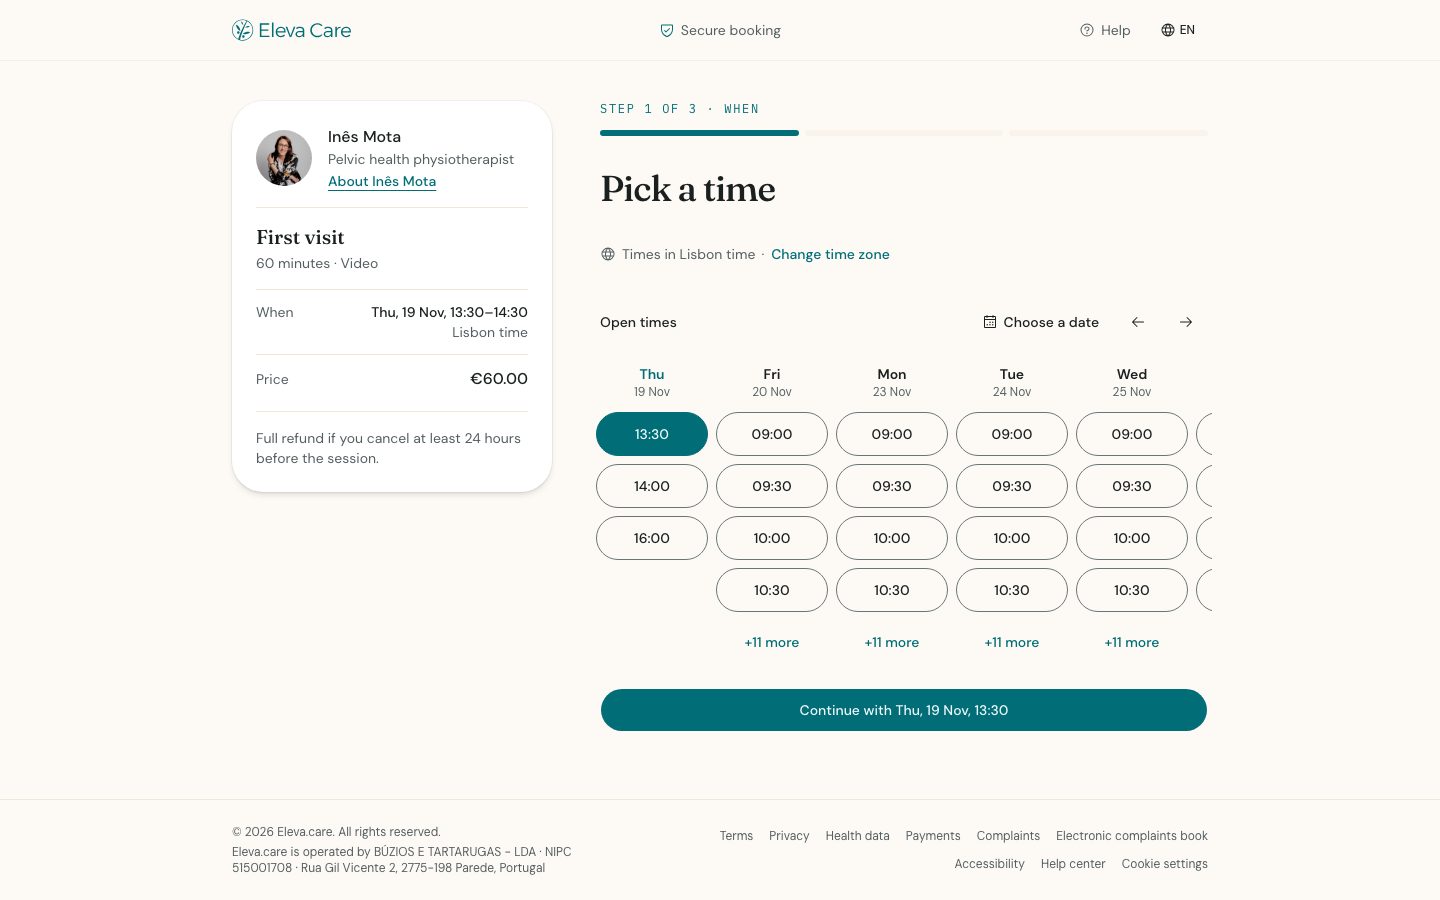 Eleva Care
Secure booking
Help
EN
Inês Mota
Pelvic health physiotherapist
About Inês Mota
First visit
60 minutes · Video
When
Thu, 19 Nov, 13:30–14:30
Lisbon time
Price
€60.00
Full refund if you cancel at least 24 hours
before the session.
STEP 1 OF 3 · WHEN
Pick a time
Times in Lisbon time · Change time zone
Open times
Choose a date
Thu Fri Mon Tue Wed
19 Nov 20 Nov 23 Nov 24 Nov 25 Nov
13:30 09:00 09:00 09:00 09:00
14:00 09:30 09:30 09:30 09:30
16:00 10:00 10:00 10:00 10:00
10:30 10:30 10:30 10:30
+11 more +11 more +11 more +11 more
Continue with Thu, 19 Nov, 13:30
© 2026 Eleva.care. All rights reserved.
Eleva.care is operated by BÚZIOS E TARTARUGAS - LDA · NIPC
515001708 · Rua Gil Vicente 2, 2775-198 Parede, Portugal
Terms Privacy Health data Payments Complaints Electronic complaints book
Accessibility Help center Cookie settings